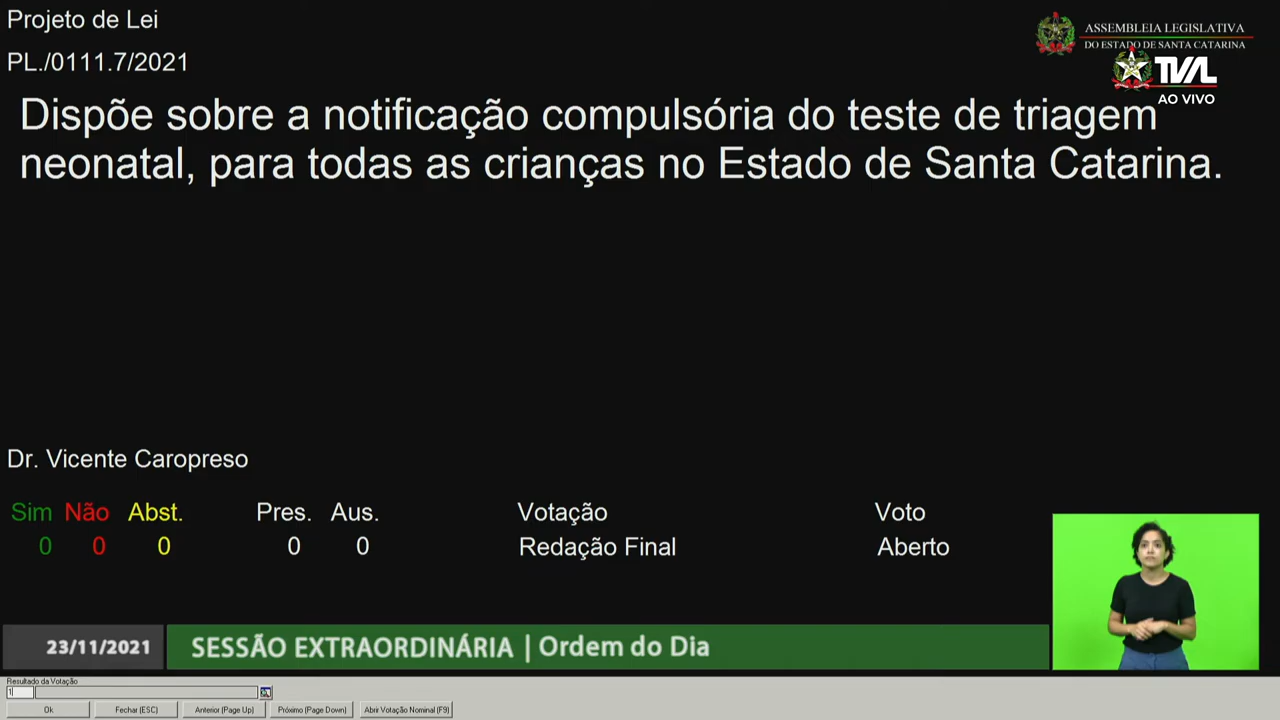 Projeto de Lei
PL./0111.7/2021
ASSEMBLEIA LEGISLATIVA
DO ESTADO DE SANTA CATARINA
TVAL
AO VIVO
Dispõe sobre a notificação compulsória do teste de triagem
neonatal, para todas as crianças no Estado de Santa Catarina.
Dr. Vicente Caropreso
Sim Não Abst. Pres. Aus. Votação Voto
0 0 0 0 0 Redação Final Aberto
23/11/2021 SESSÃO EXTRAORDINÁRIA | Ordem do Dia
Resultado da Votação
1
Ok Fechar (ESC) Anterior (Page Up) Próximo (Page Down) Abrir Votação Nominal (F9)